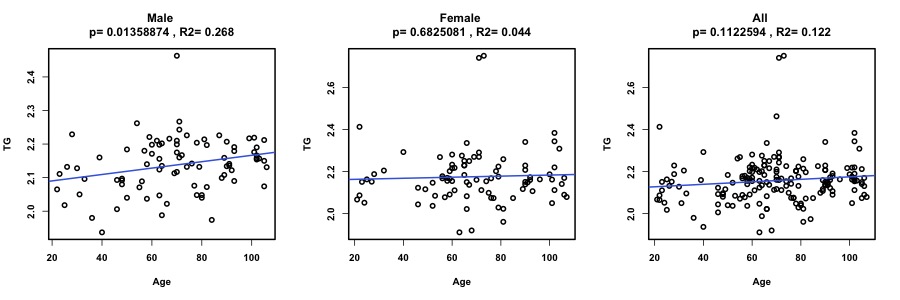 Male
p= 0.01358874 , R2= 0.268
TG
2.0 2.1 2.2 2.3 2.4
20 40 60 80 100
Age
Female
p= 0.6825081 , R2= 0.044
TG
2.0 2.2 2.4 2.6
20 40 60 80 100
Age
All
p= 0.1122594 , R2= 0.122
TG
2.0 2.2 2.4 2.6
20 40 60 80 100
Age